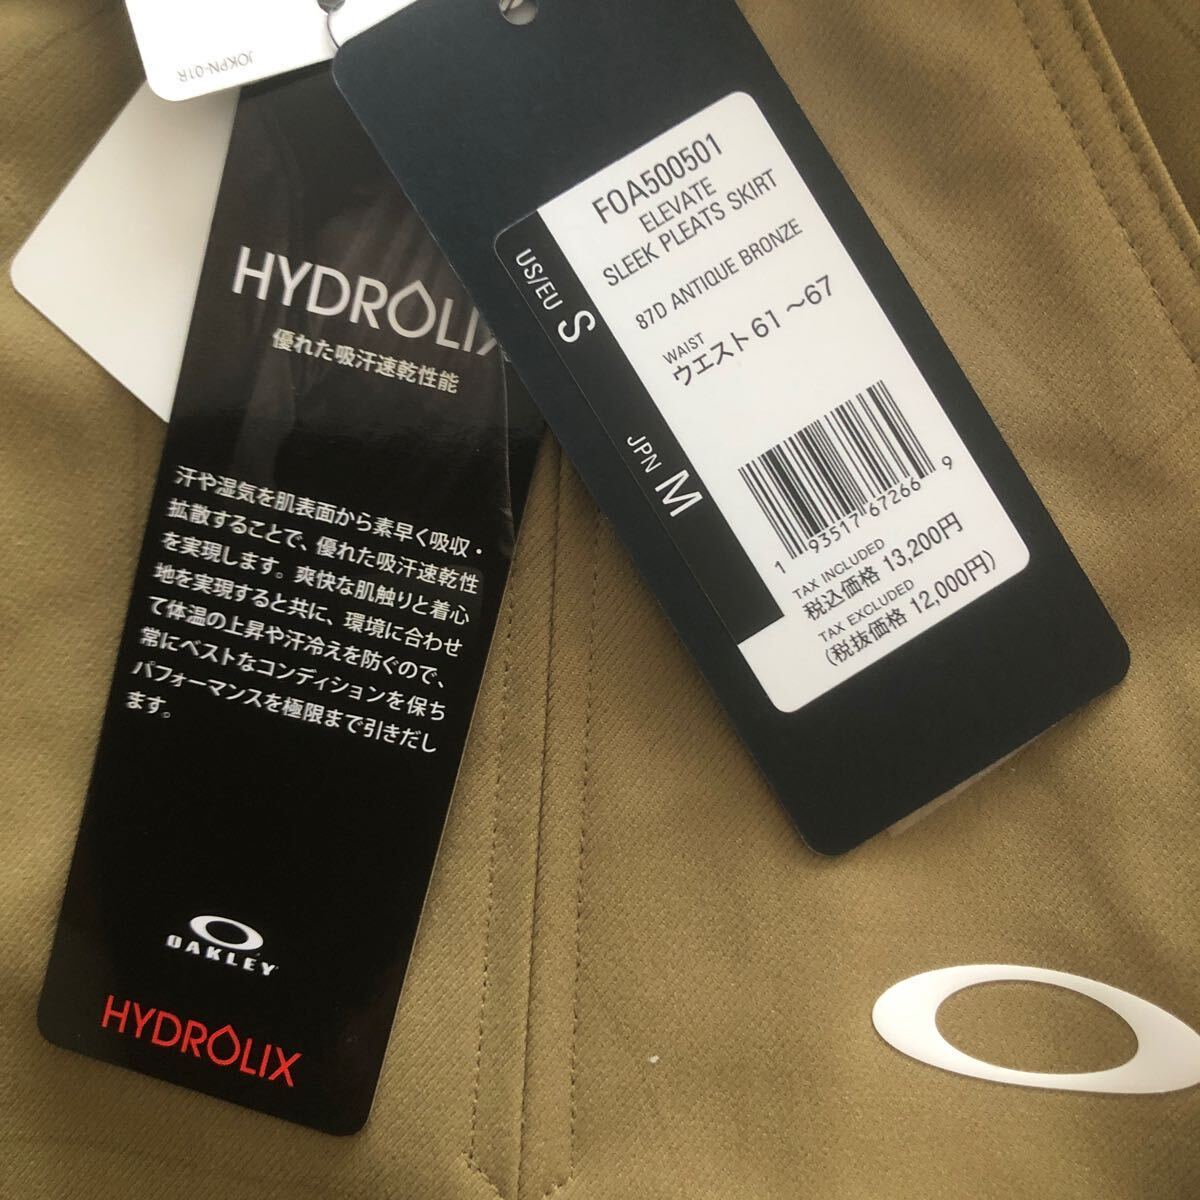 JOKPN-01R
HYDROLIX
優れた吸汗速乾性能
汗や湿気を肌表面から素早く吸収・
拡散することで、優れた吸汗速乾性
を実現します。爽快な肌触りと着心
地を実現すると共に、環境に合わせ
て体温の上昇や汗冷えを防ぐので、
常にベストなコンディションを保ち
パフォーマンスを極限まで引きだし
ます。
OAKLEY
HYDROLIX
FOA500501
ELEVATE
SLEEK PLEATS SKIRT
87D ANTIQUE BRONZE
WAIST
ウエスト 61 ～67
US/EU S
JPN M
1 93517 67266 9
TAX INCLUDED
税込価格 13,200円
TAX EXCLUDED
(税抜価格 12,000円)